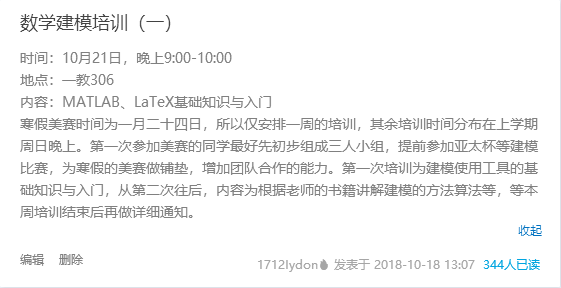 数学建模培训（一）
时间：10月21日，晚上9:00-10:00
地点：一教306
内容：MATLAB、LaTeX基础知识与入门
寒假美赛时间为一月二十四日，所以仅安排一周的培训，其余培训时间分布在上学期
周日晚上。第一次参加美赛的同学最好先初步组成三人小组，提前参加亚太杯等建模
比赛，为寒假的美赛做铺垫，增加团队合作的能力。第一次培训为建模使用工具的基
础知识与入门，从第二次往后，内容为根据老师的书籍讲解建模的方法算法等，等本
周培训结束后再做详细通知。
收起
编辑 删除
1712lydon 发表于 2018-10-18 13:07 344人已读